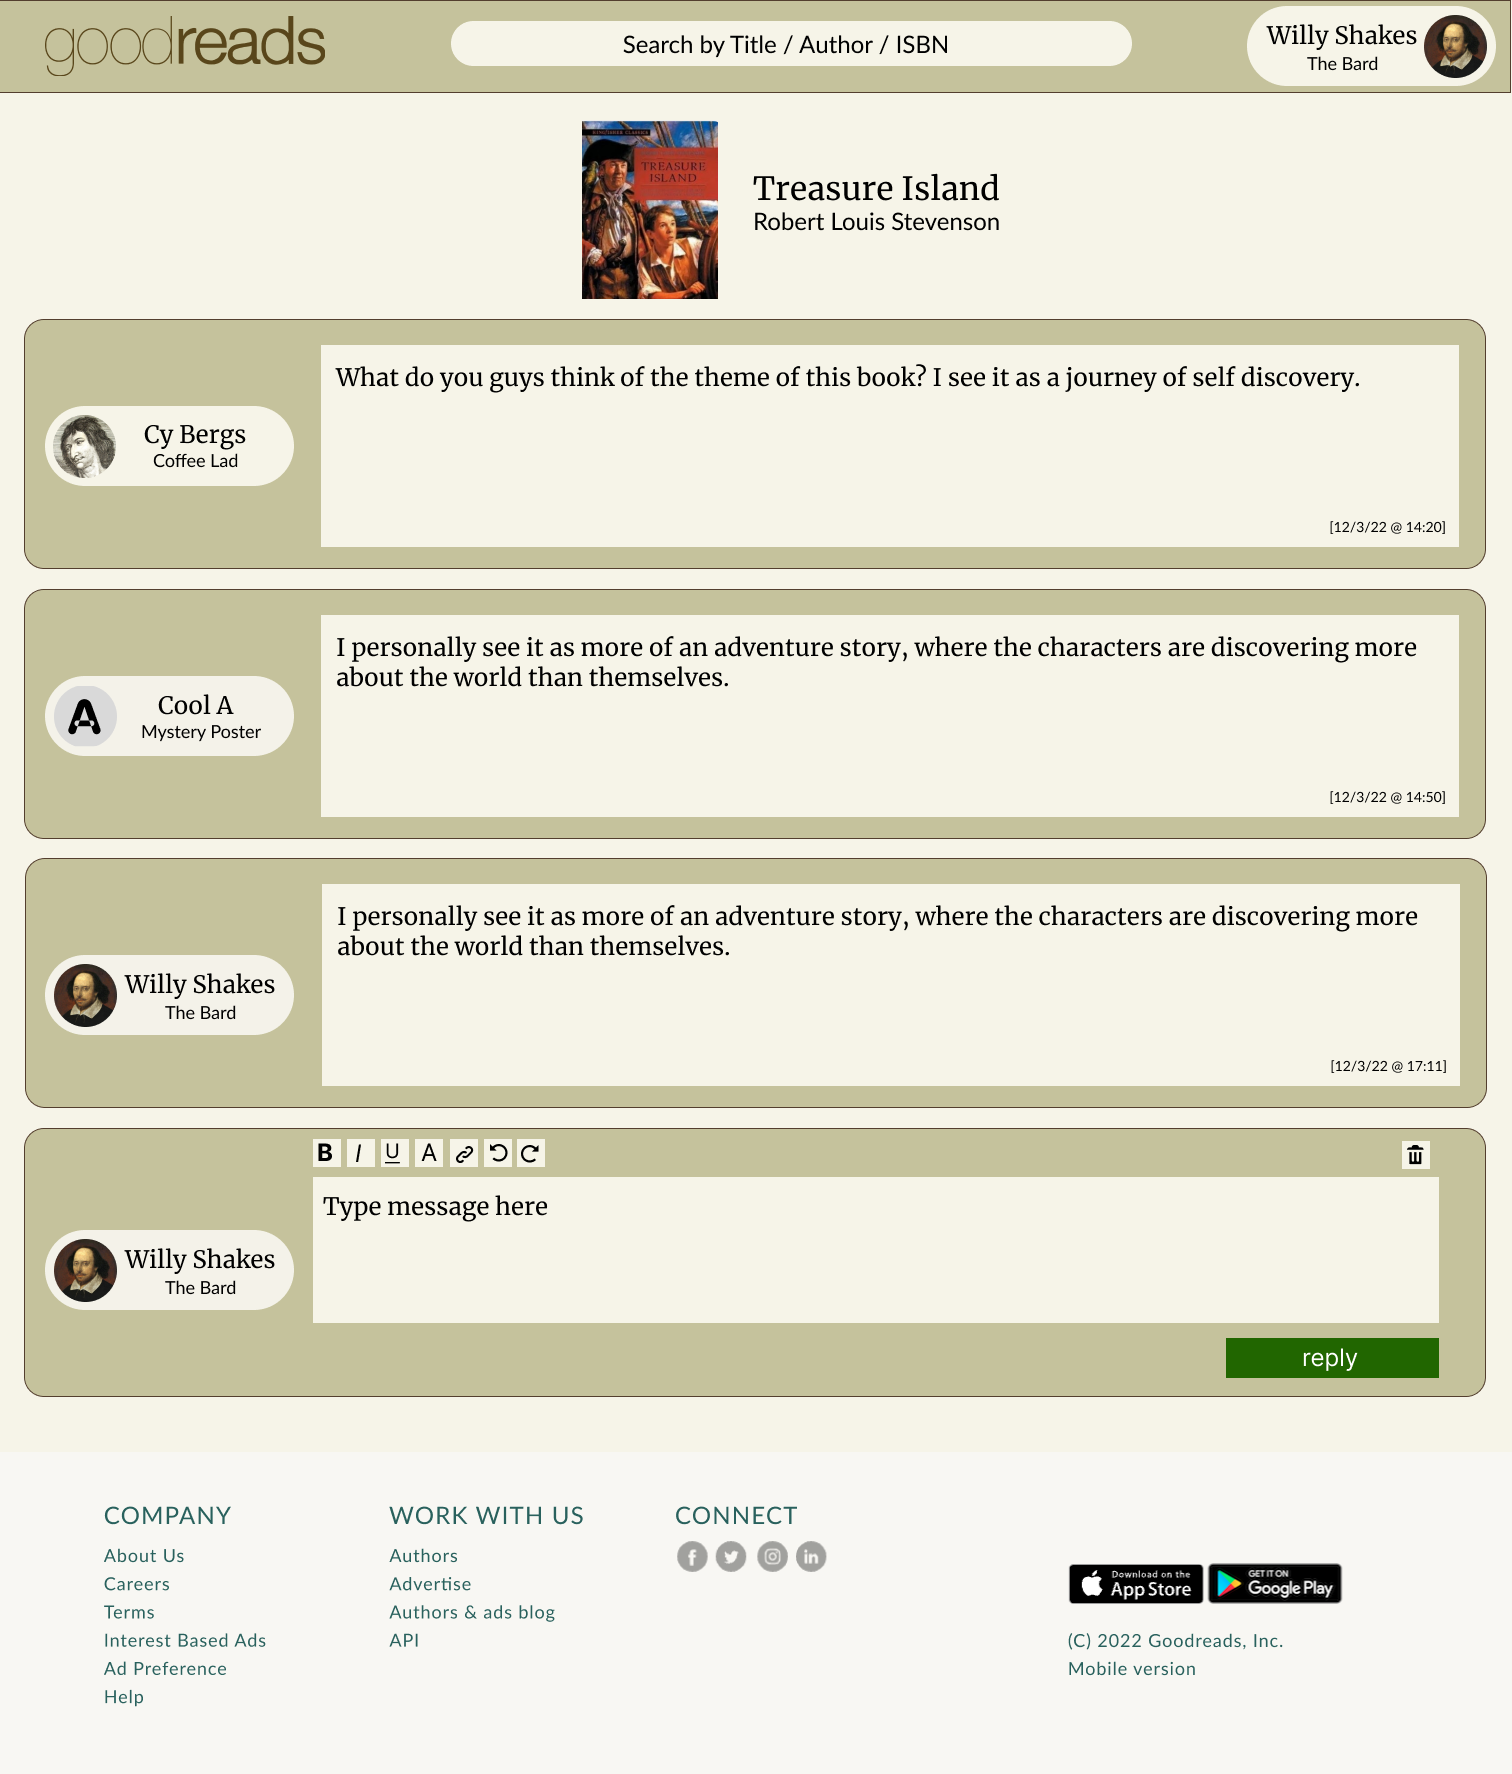 goodreads
Search by Title / Author / ISBN
Willy Shakes
The Bard
KINGFISHER CLASSICS
TREASURE
ISLAND
Treasure Island
Robert Louis Stevenson
What do you guys think of the theme of this book? I see it as a journey of self discovery.
Cy Bergs
Coffee Lad
[12/3/22 @ 14:20]
I personally see it as more of an adventure story, where the characters are discovering more
about the world than themselves.
A
Cool A
Mystery Poster
[12/3/22 @ 14:50]
I personally see it as more of an adventure story, where the characters are discovering more
about the world than themselves.
Willy Shakes
The Bard
[12/3/22 @ 17:11]
B I U A
Type message here
Willy Shakes
The Bard
reply
COMPANY
About Us
Careers
Terms
Interest Based Ads
Ad Preference
Help
WORK WITH US
Authors
Advertise
Authors & ads blog
API
CONNECT
f in
Download on the
App Store
GET IT ON
Google Play
(C) 2022 Goodreads, Inc.
Mobile version